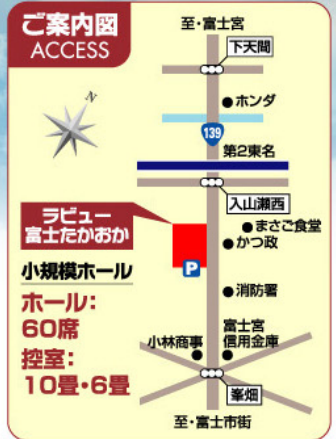 ご案内図
ACCESS
至・富士宮
下天間
ホンダ
N
139
第2東名
入山瀬西
まさご食堂
かつ政
ラビュー
富士たかおか
P
小規模ホール
ホール:
60席
控室:
10畳・6畳
消防署
富士宮
信用金庫
小林商事
峯畑
至・富士市街